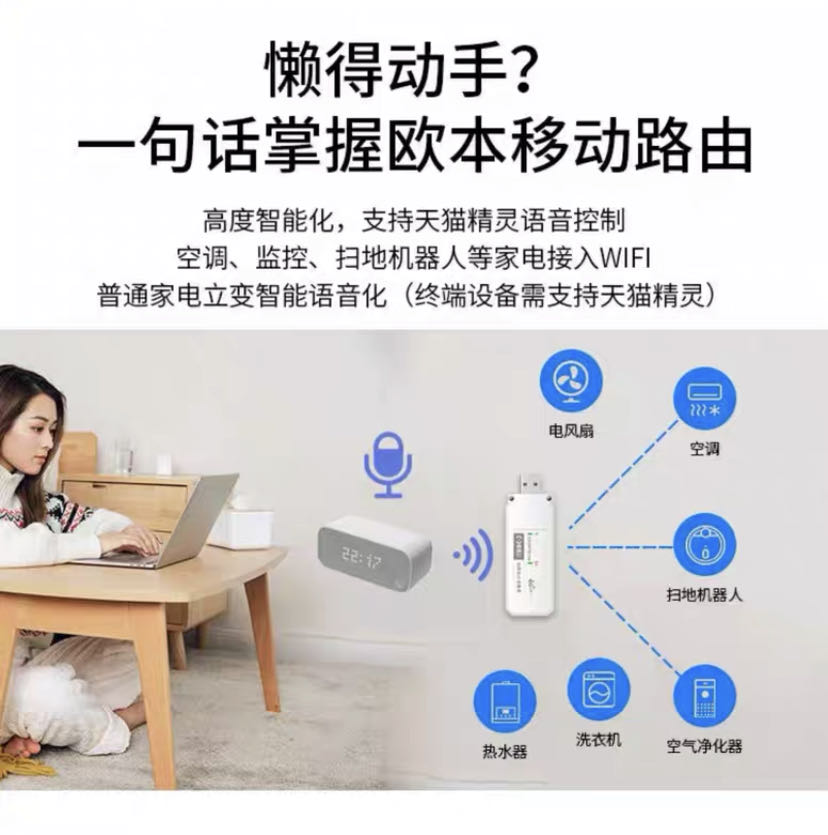 懒得动手？
一句话掌握欧本移动路由
高度智能化，支持天猫精灵语音控制
空调、监控、扫地机器人等家电接入WIFI
普通家电立变智能语音化（终端设备需支持天猫精灵）
电风扇
空调
22:17
扫地机器人
热水器
洗衣机
空气净化器